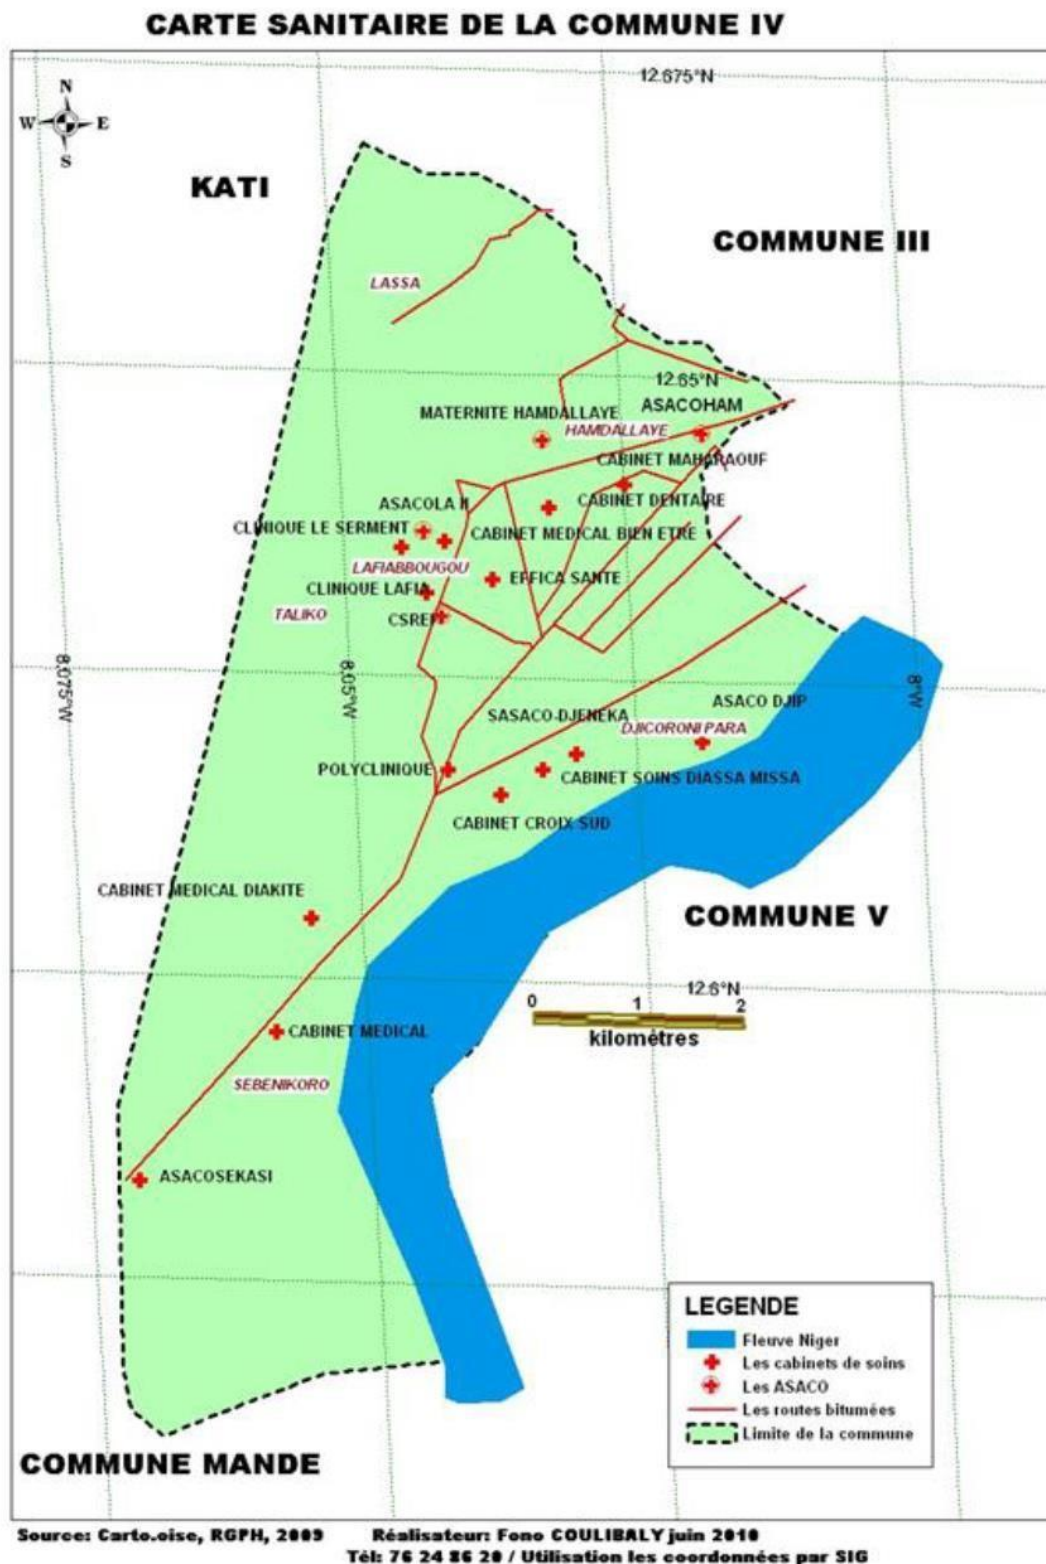 CARTE SANITAIRE DE LA COMMUNE IV
12.675°N
N
W E
S
KATI
COMMUNE III
LASSA
12.65°N
ASACOHAM
MATERNITE HAMDALLAYE
HAMDALLAYE
CABINET MAHARAOUF
CABINET DENTAIRE
ASACOLA II
CLINIQUE LE SERMENT
CABINET MEDICAL BIEN ETRE
LAFIABBOUGOU
EFFICA SANTE
CLINIQUE LAFIA
TALIKO
CSREF
8.075°W
8.05°W
8°W
ASACO DJIP
SASACO-DJENEKA
DJICORONI PARA
POLYCLINIQUE
CABINET SOINS DIASSA MISSA
CABINET CROIX SUD
CABINET MEDICAL DIAKITE
COMMUNE V
12.6°N
0 1 2
kilomètres
CABINET MEDICAL
SEBENIKORO
ASACOSEKASI
LEGENDE
Fleuve Niger
Les cabinets de soins
Les ASACO
Les routes bitumées
Limite de la commune
COMMUNE MANDE
Source: Carto.oise, RGPH, 2009 Réalisateur: Fono COULIBALY juin 2010
Tél: 76 24 86 20 / Utilisation les coordonnées par SIG